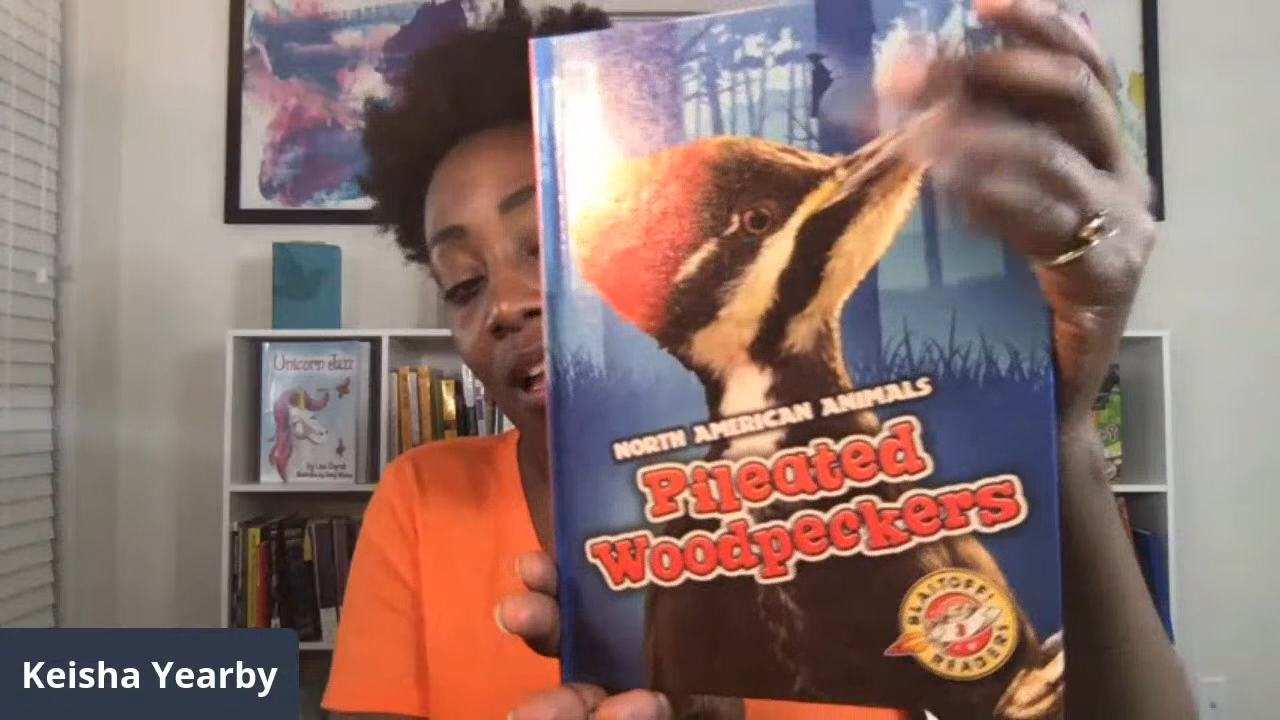 Unicorn Jazz
NORTH AMERICAN ANIMALS
Pileated
Woodpeckers
BLASTOFF!
READERS
Keisha Yearby